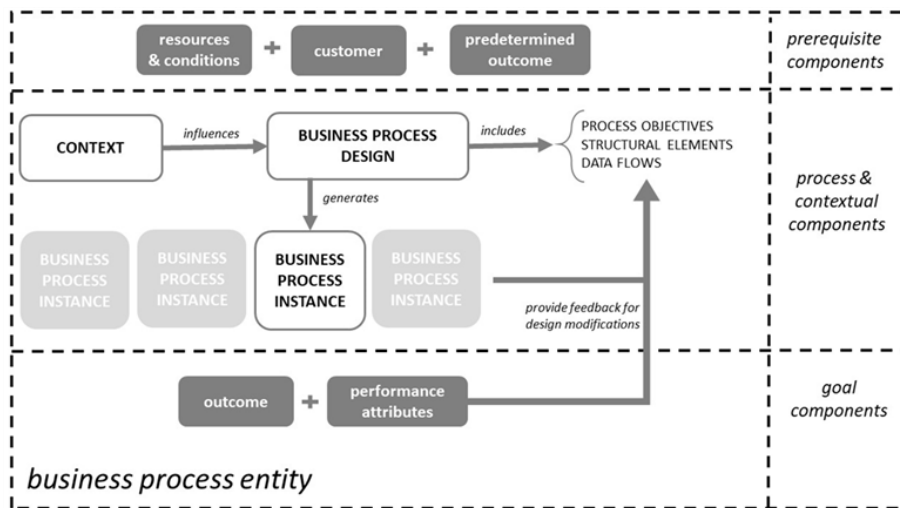 resources
& conditions
+
customer
+
predetermined
outcome
prerequisite
components
CONTEXT
influences
BUSINESS PROCESS
DESIGN
includes
PROCESS OBJECTIVES
STRUCTURAL ELEMENTS
DATA FLOWS
generates
process &
contextual
components
BUSINESS
PROCESS
INSTANCE
BUSINESS
PROCESS
INSTANCE
BUSINESS
PROCESS
INSTANCE
BUSINESS
PROCESS
INSTANCE
provide feedback for
design modifications
outcome
+
performance
attributes
goal
components
business process entity